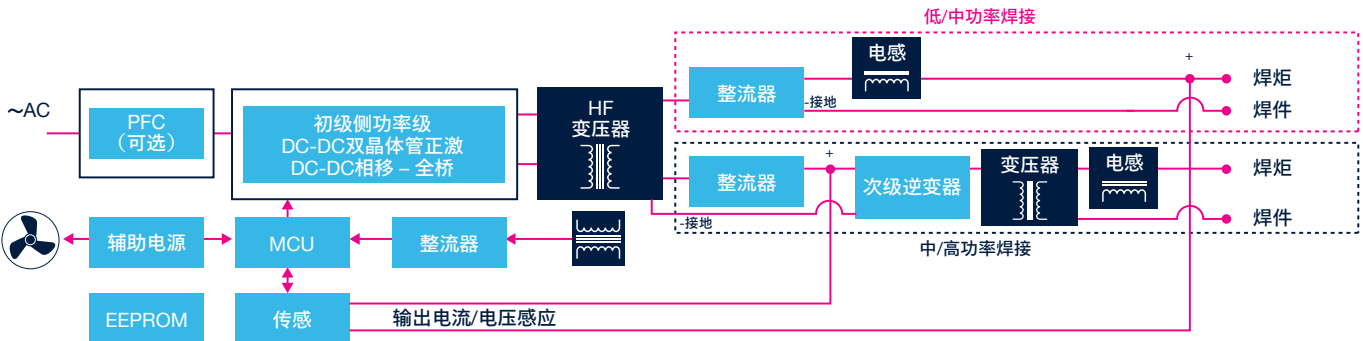 低/中功率焊接
~AC
PFC
（可选）
初级侧功率级
DC-DC双晶体管正激
DC-DC相移 – 全桥
HF
变压器
整流器
-接地
电感
+
焊炬
焊件
整流器
-接地
+
次级逆变器
变压器
电感
焊炬
焊件
中/高功率焊接
辅助电源
MCU
整流器
EEPROM
传感
输出电流/电压感应